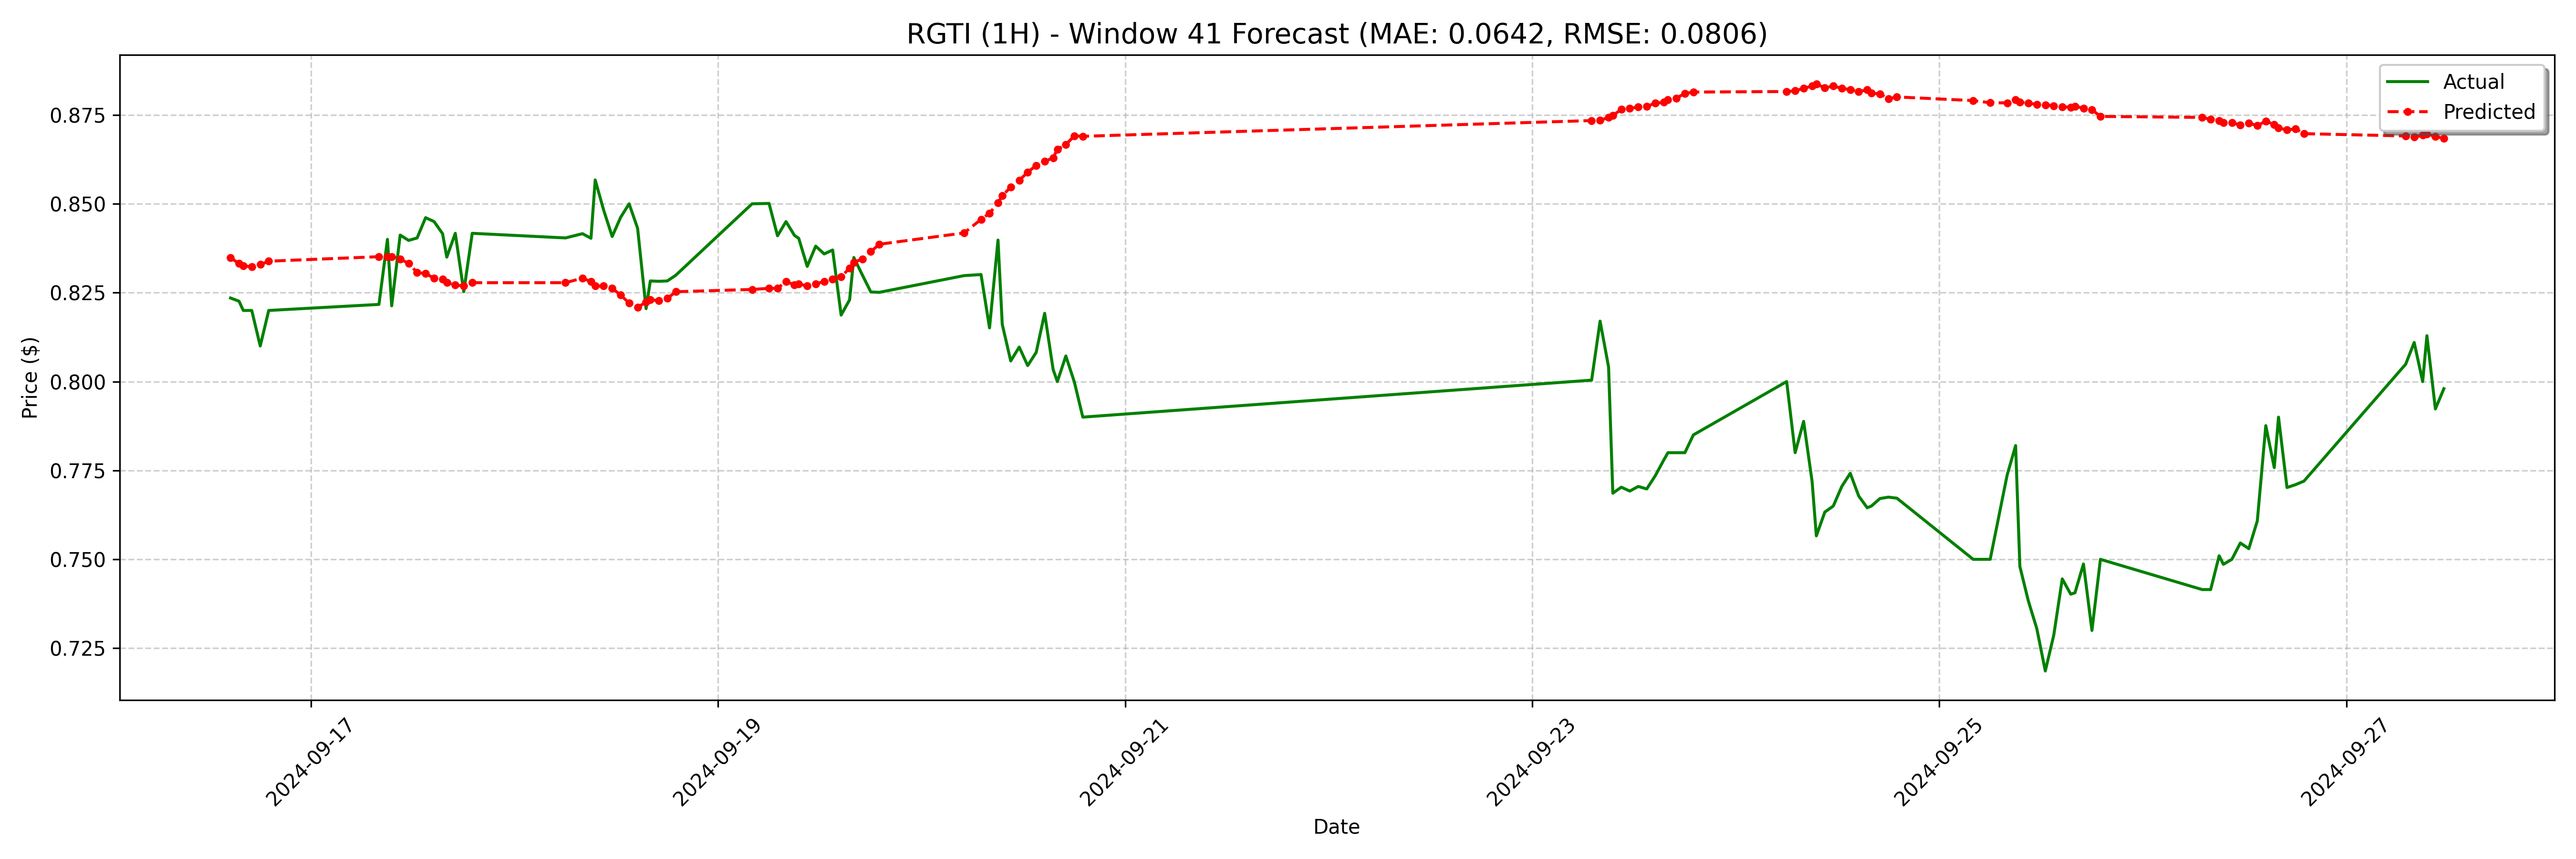 RGTI (1H) - Window 41 Forecast (MAE: 0.0642, RMSE: 0.0806)
Actual
Predicted
Price ($)
0.875
0.850
0.825
0.800
0.775
0.750
0.725
2024-09-17
2024-09-19
2024-09-21
2024-09-23
2024-09-25
2024-09-27
Date